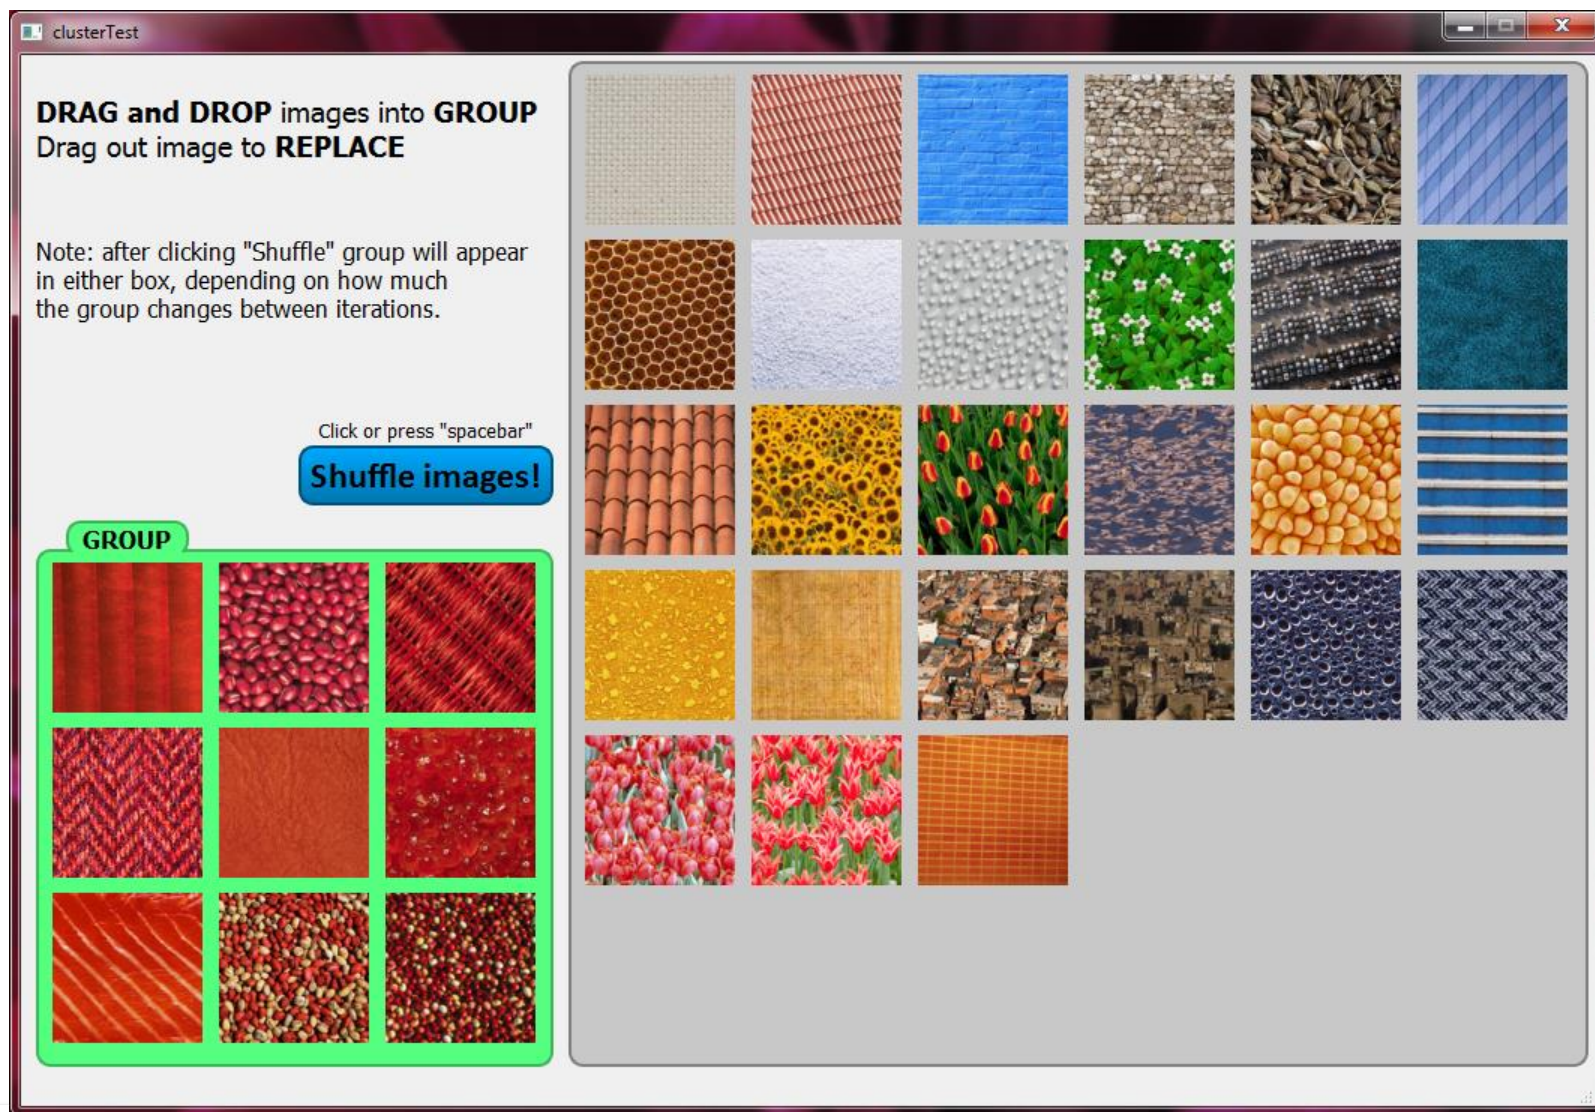 clusterTest
DRAG and DROP images into GROUP
Drag out image to REPLACE
Note: after clicking "Shuffle" group will appear
in either box, depending on how much
the group changes between iterations.
Click or press "spacebar"
Shuffle images!
GROUP